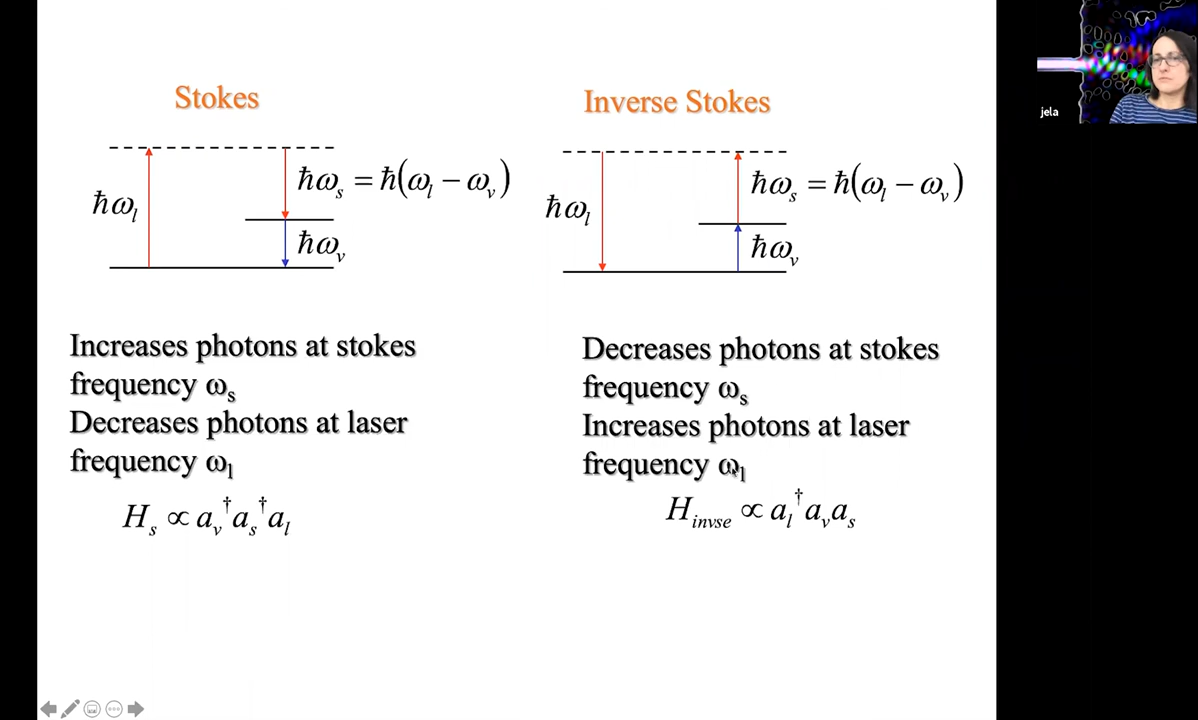 Stokes
ħω_l
ħω_s = ħ(ω_l − ω_v)
ħω_v
Increases photons at stokes
frequency ω_s
Decreases photons at laser
frequency ω_l
H_s ∝ a_v† a_s† a_l
Inverse Stokes
ħω_l
ħω_s = ħ(ω_l − ω_v)
ħω_v
Decreases photons at stokes
frequency ω_s
Increases photons at laser
frequency ω_l
H_invse ∝ a_l† a_v a_s
jela